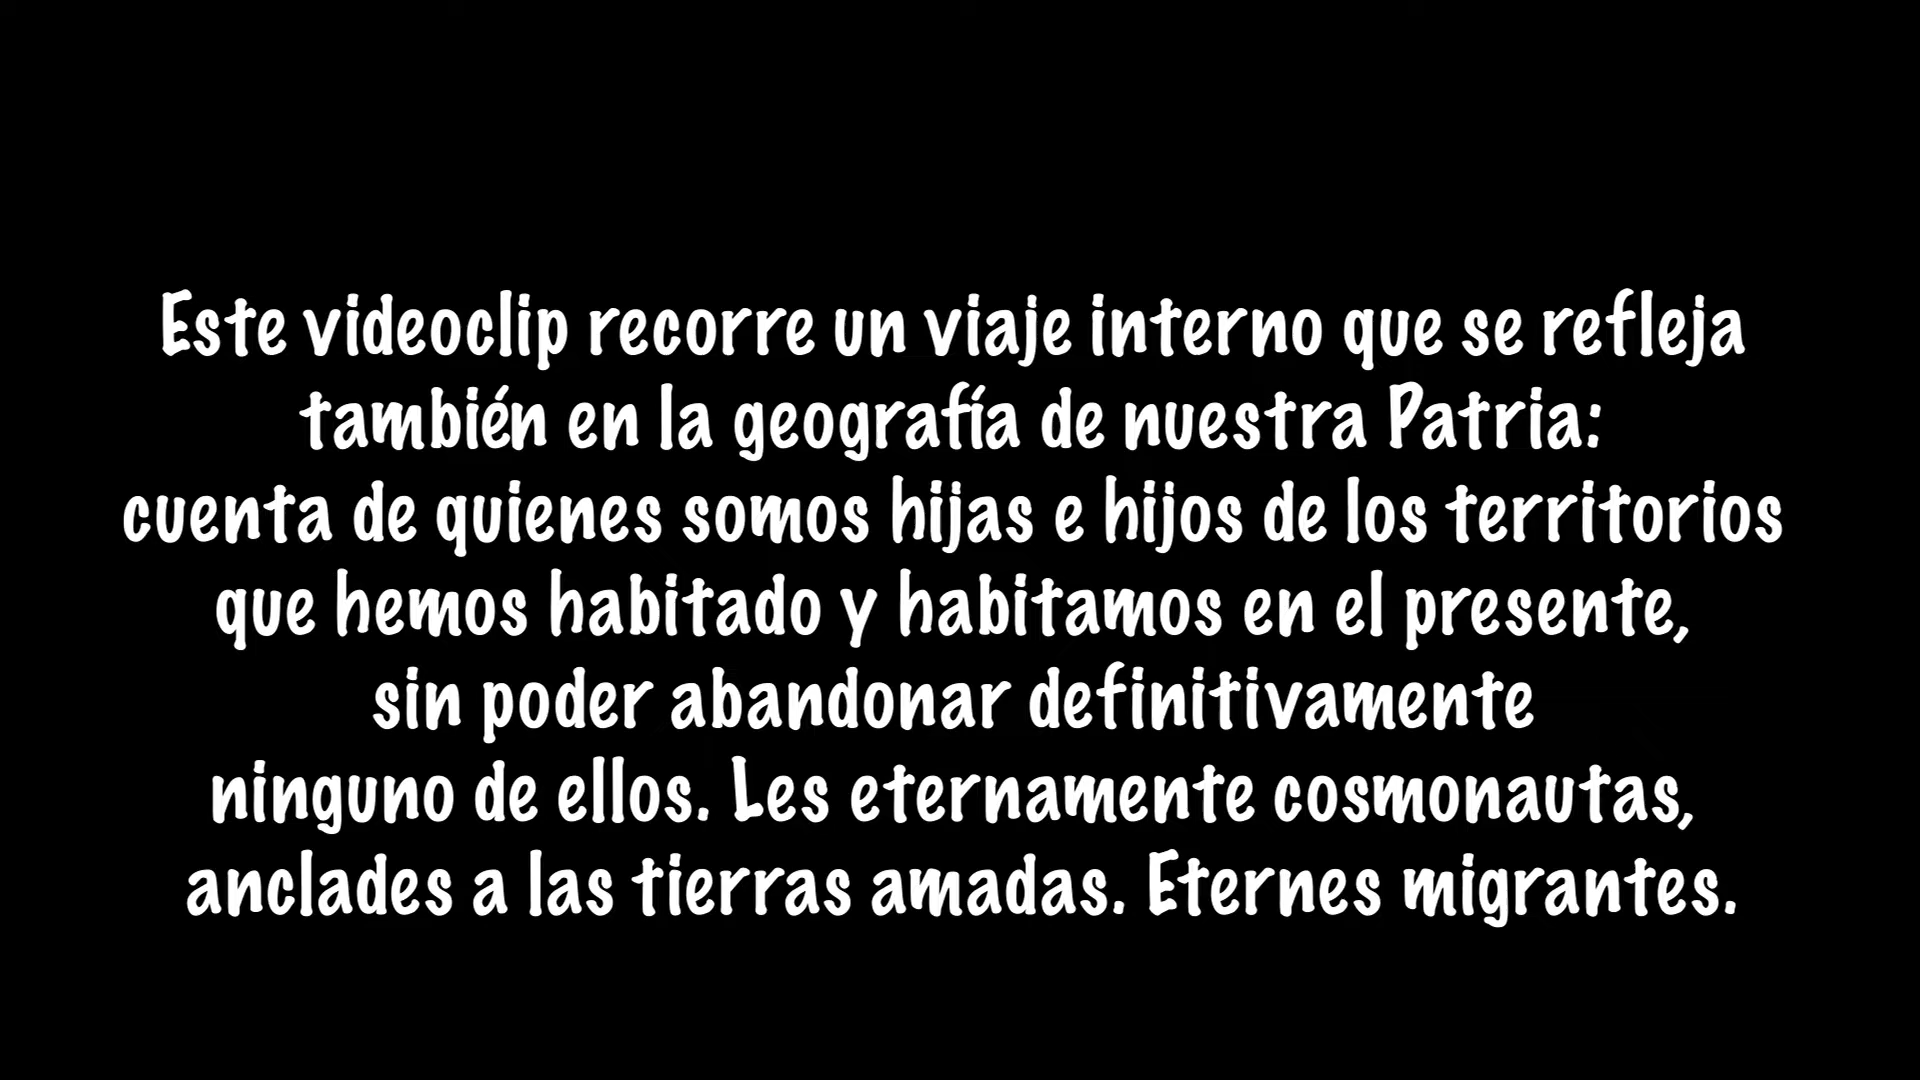 Este videoclip recorre un viaje interno que se refleja
también en la geografía de nuestra Patria:
cuenta de quienes somos hijas e hijos de los territorios
que hemos habitado y habitamos en el presente,
sin poder abandonar definitivamente
ninguno de ellos. Les eternamente cosmonautas,
anclades a las tierras amadas. Eternes migrantes.